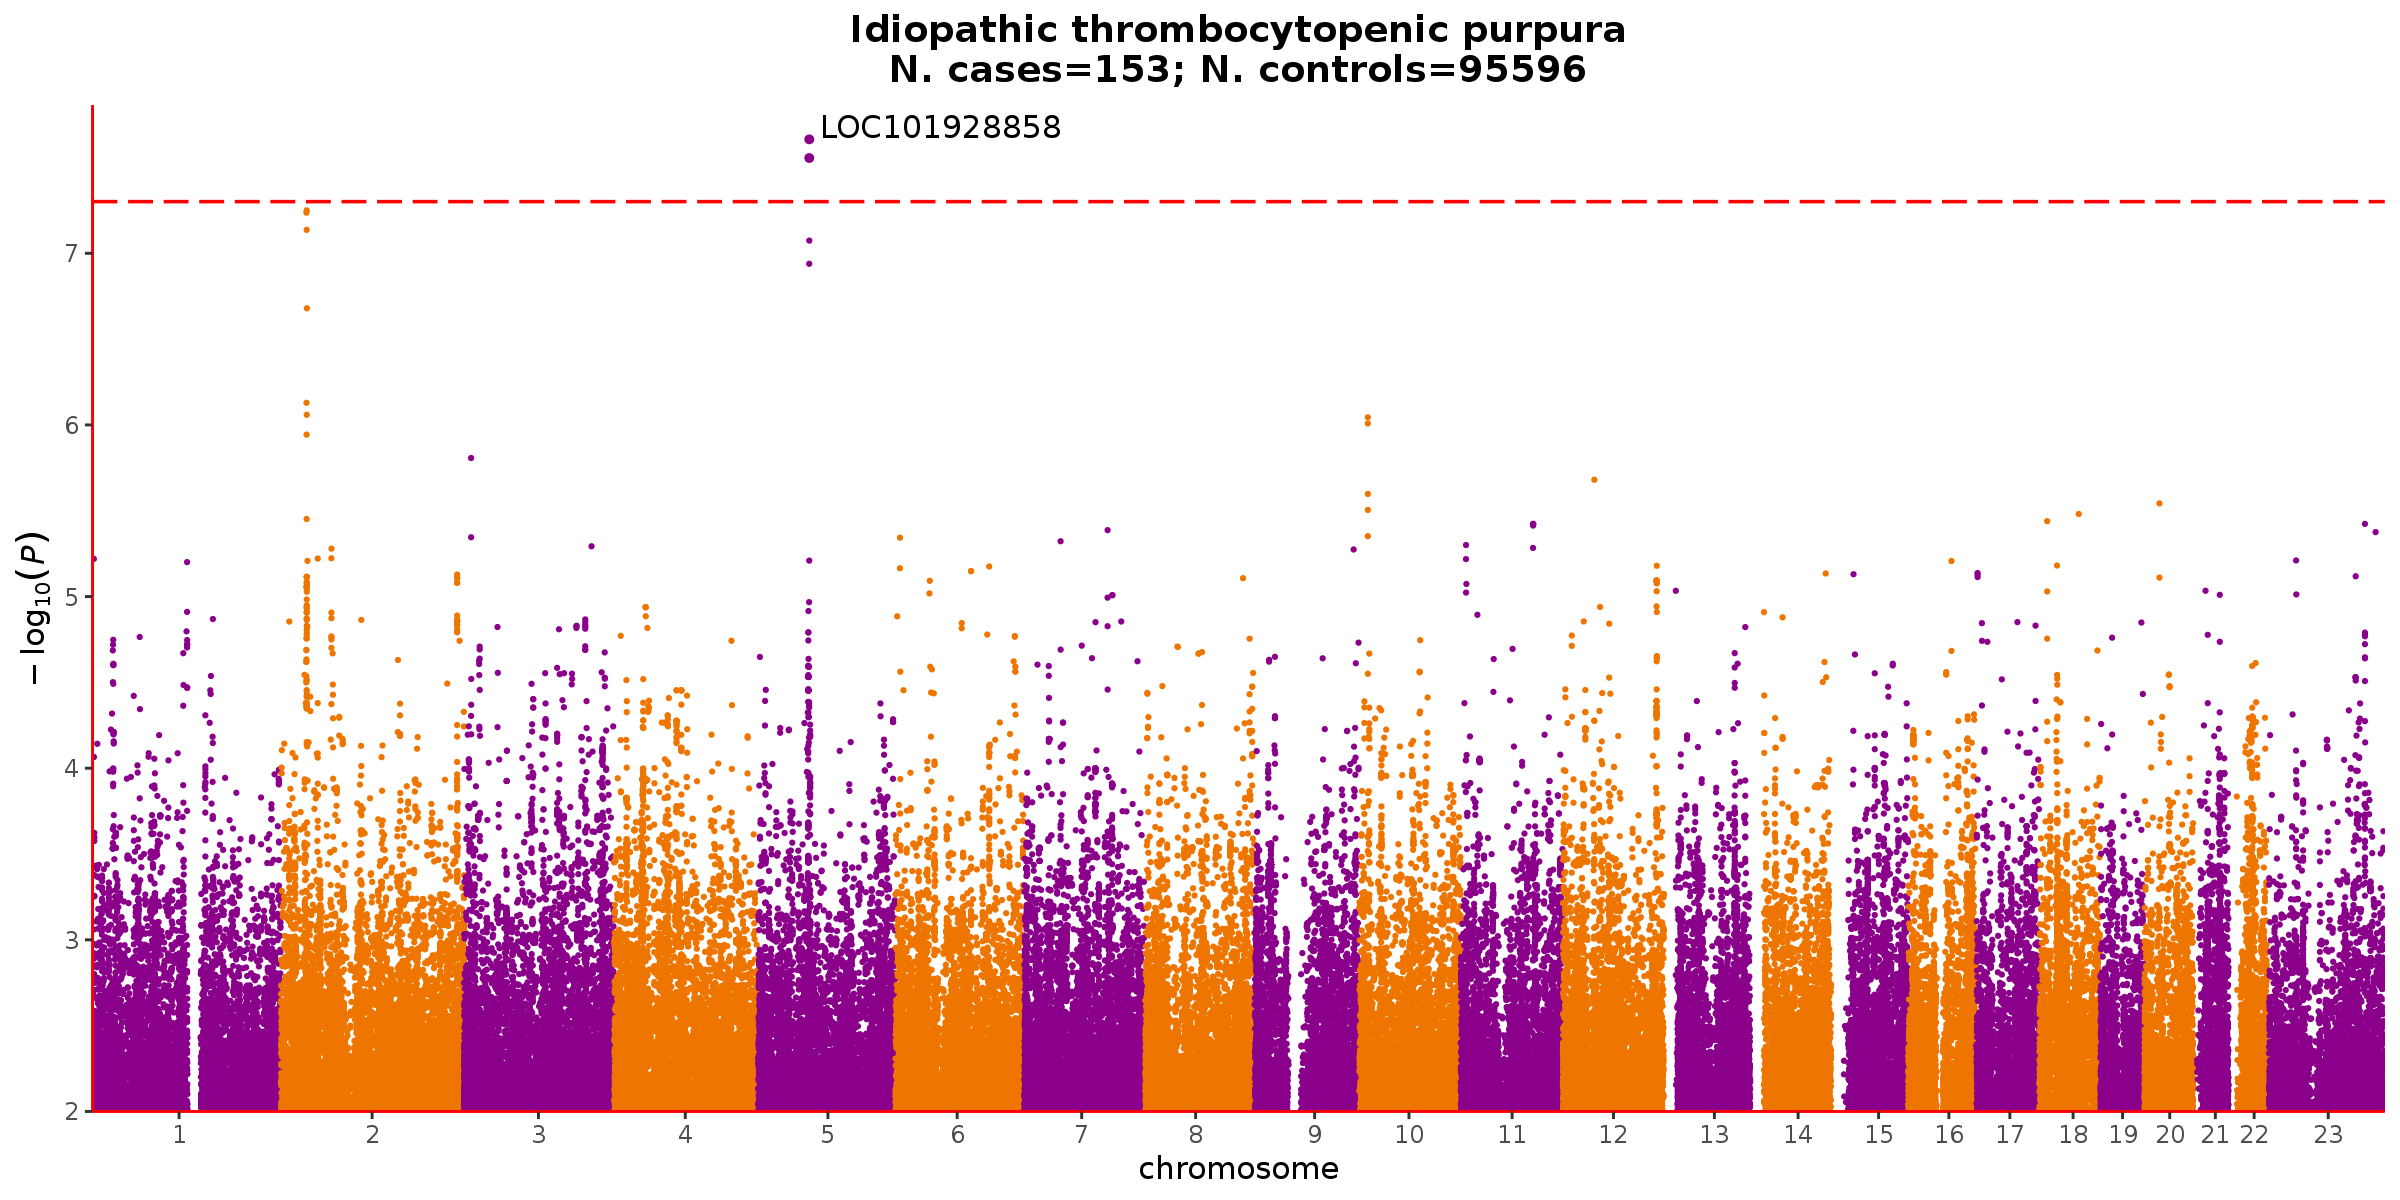 Idiopathic thrombocytopenic purpura
N. cases=153; N. controls=95596
LOC101928858
−log10(P)
7
6
5
4
3
2
1 2 3 4 5 6 7 8 9 10 11 12 13 14 15 16 17 18 19 20 21 22 23
chromosome